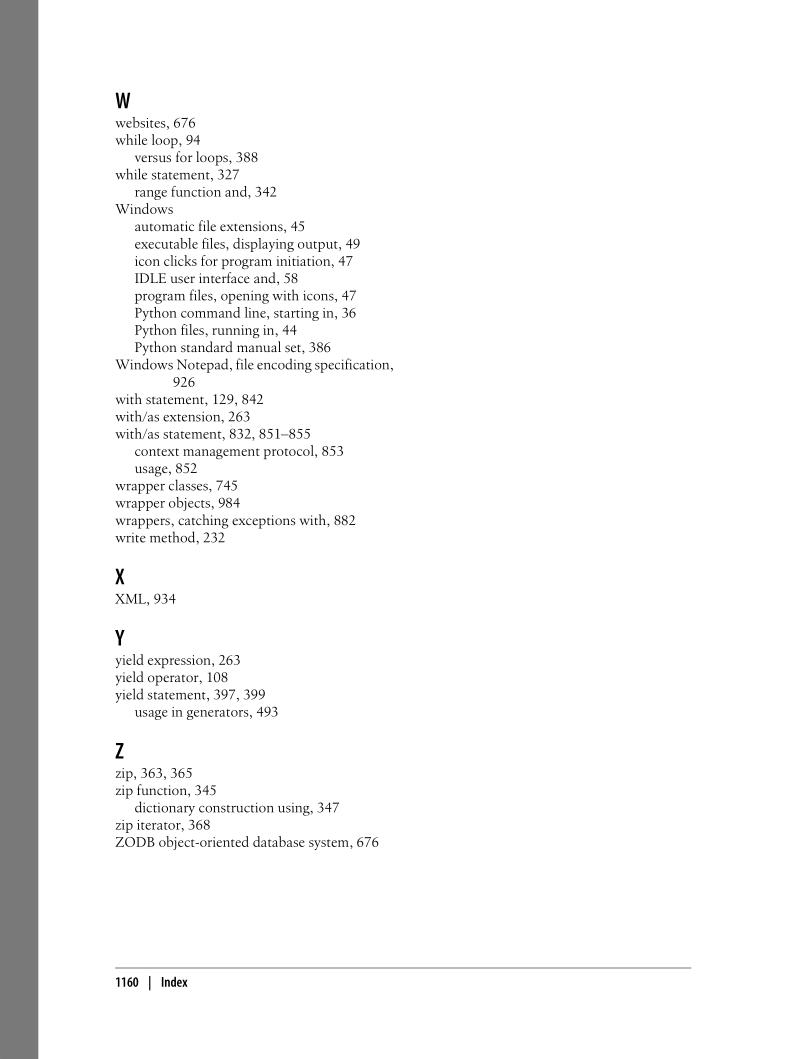 W
websites, 676
while loop, 94
versus for loops, 388
while statement, 327
range function and, 342
Windows
automatic file extensions, 45
executable files, displaying output, 49
icon clicks for program initiation, 47
IDLE user interface and, 58
program files, opening with icons, 47
Python command line, starting in, 36
Python files, running in, 44
Python standard manual set, 386
Windows Notepad, file encoding specification,
926
with statement, 129, 842
with/as extension, 263
with/as statement, 832, 851–855
context management protocol, 853
usage, 852
wrapper classes, 745
wrapper objects, 984
wrappers, catching exceptions with, 882
write method, 232
X
XML, 934
Y
yield expression, 263
yield operator, 108
yield statement, 397, 399
usage in generators, 493
Z
zip, 363, 365
zip function, 345
dictionary construction using, 347
zip iterator, 368
ZODB object-oriented database system, 676
1160 | Index